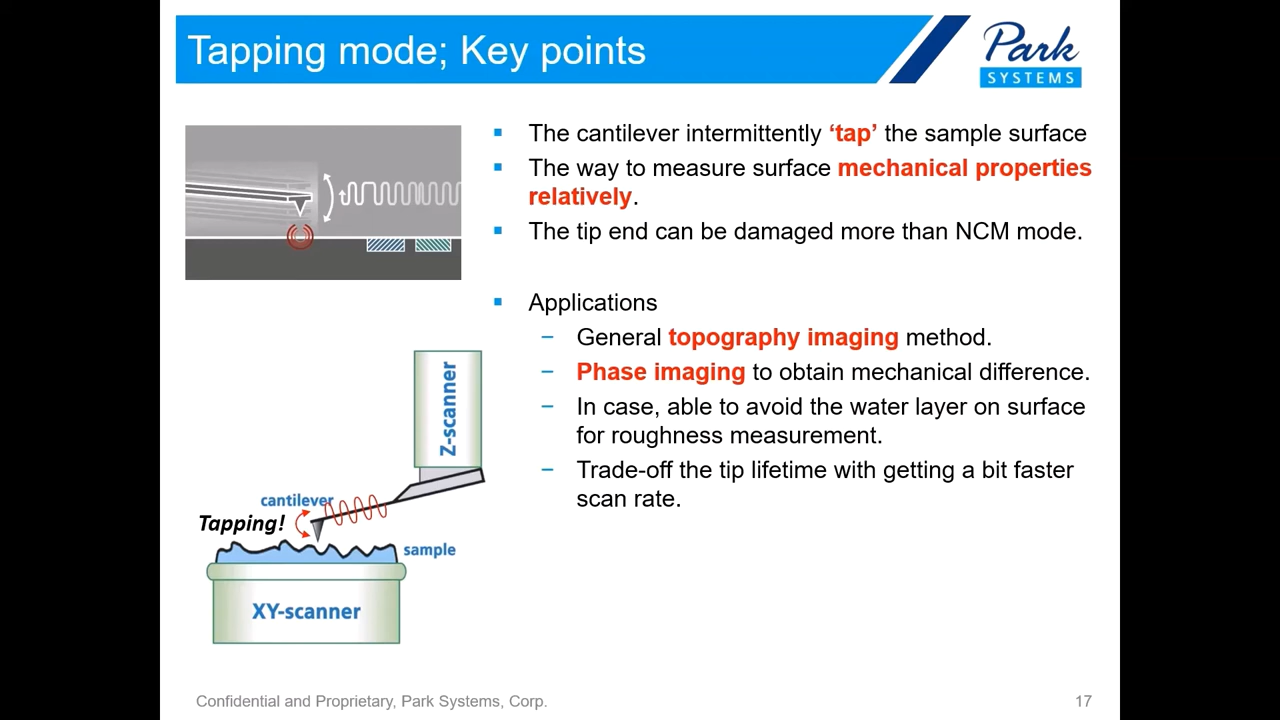 Tapping mode; Key points
Park
SYSTEMS
The cantilever intermittently ‘tap’ the sample surface
The way to measure surface mechanical properties
relatively.
The tip end can be damaged more than NCM mode.
Applications
General topography imaging method.
Phase imaging to obtain mechanical difference.
In case, able to avoid the water layer on surface
for roughness measurement.
Trade-off the tip lifetime with getting a bit faster
scan rate.
Z-scanner
cantilever
Tapping!
sample
XY-scanner
Confidential and Proprietary, Park Systems, Corp.
17